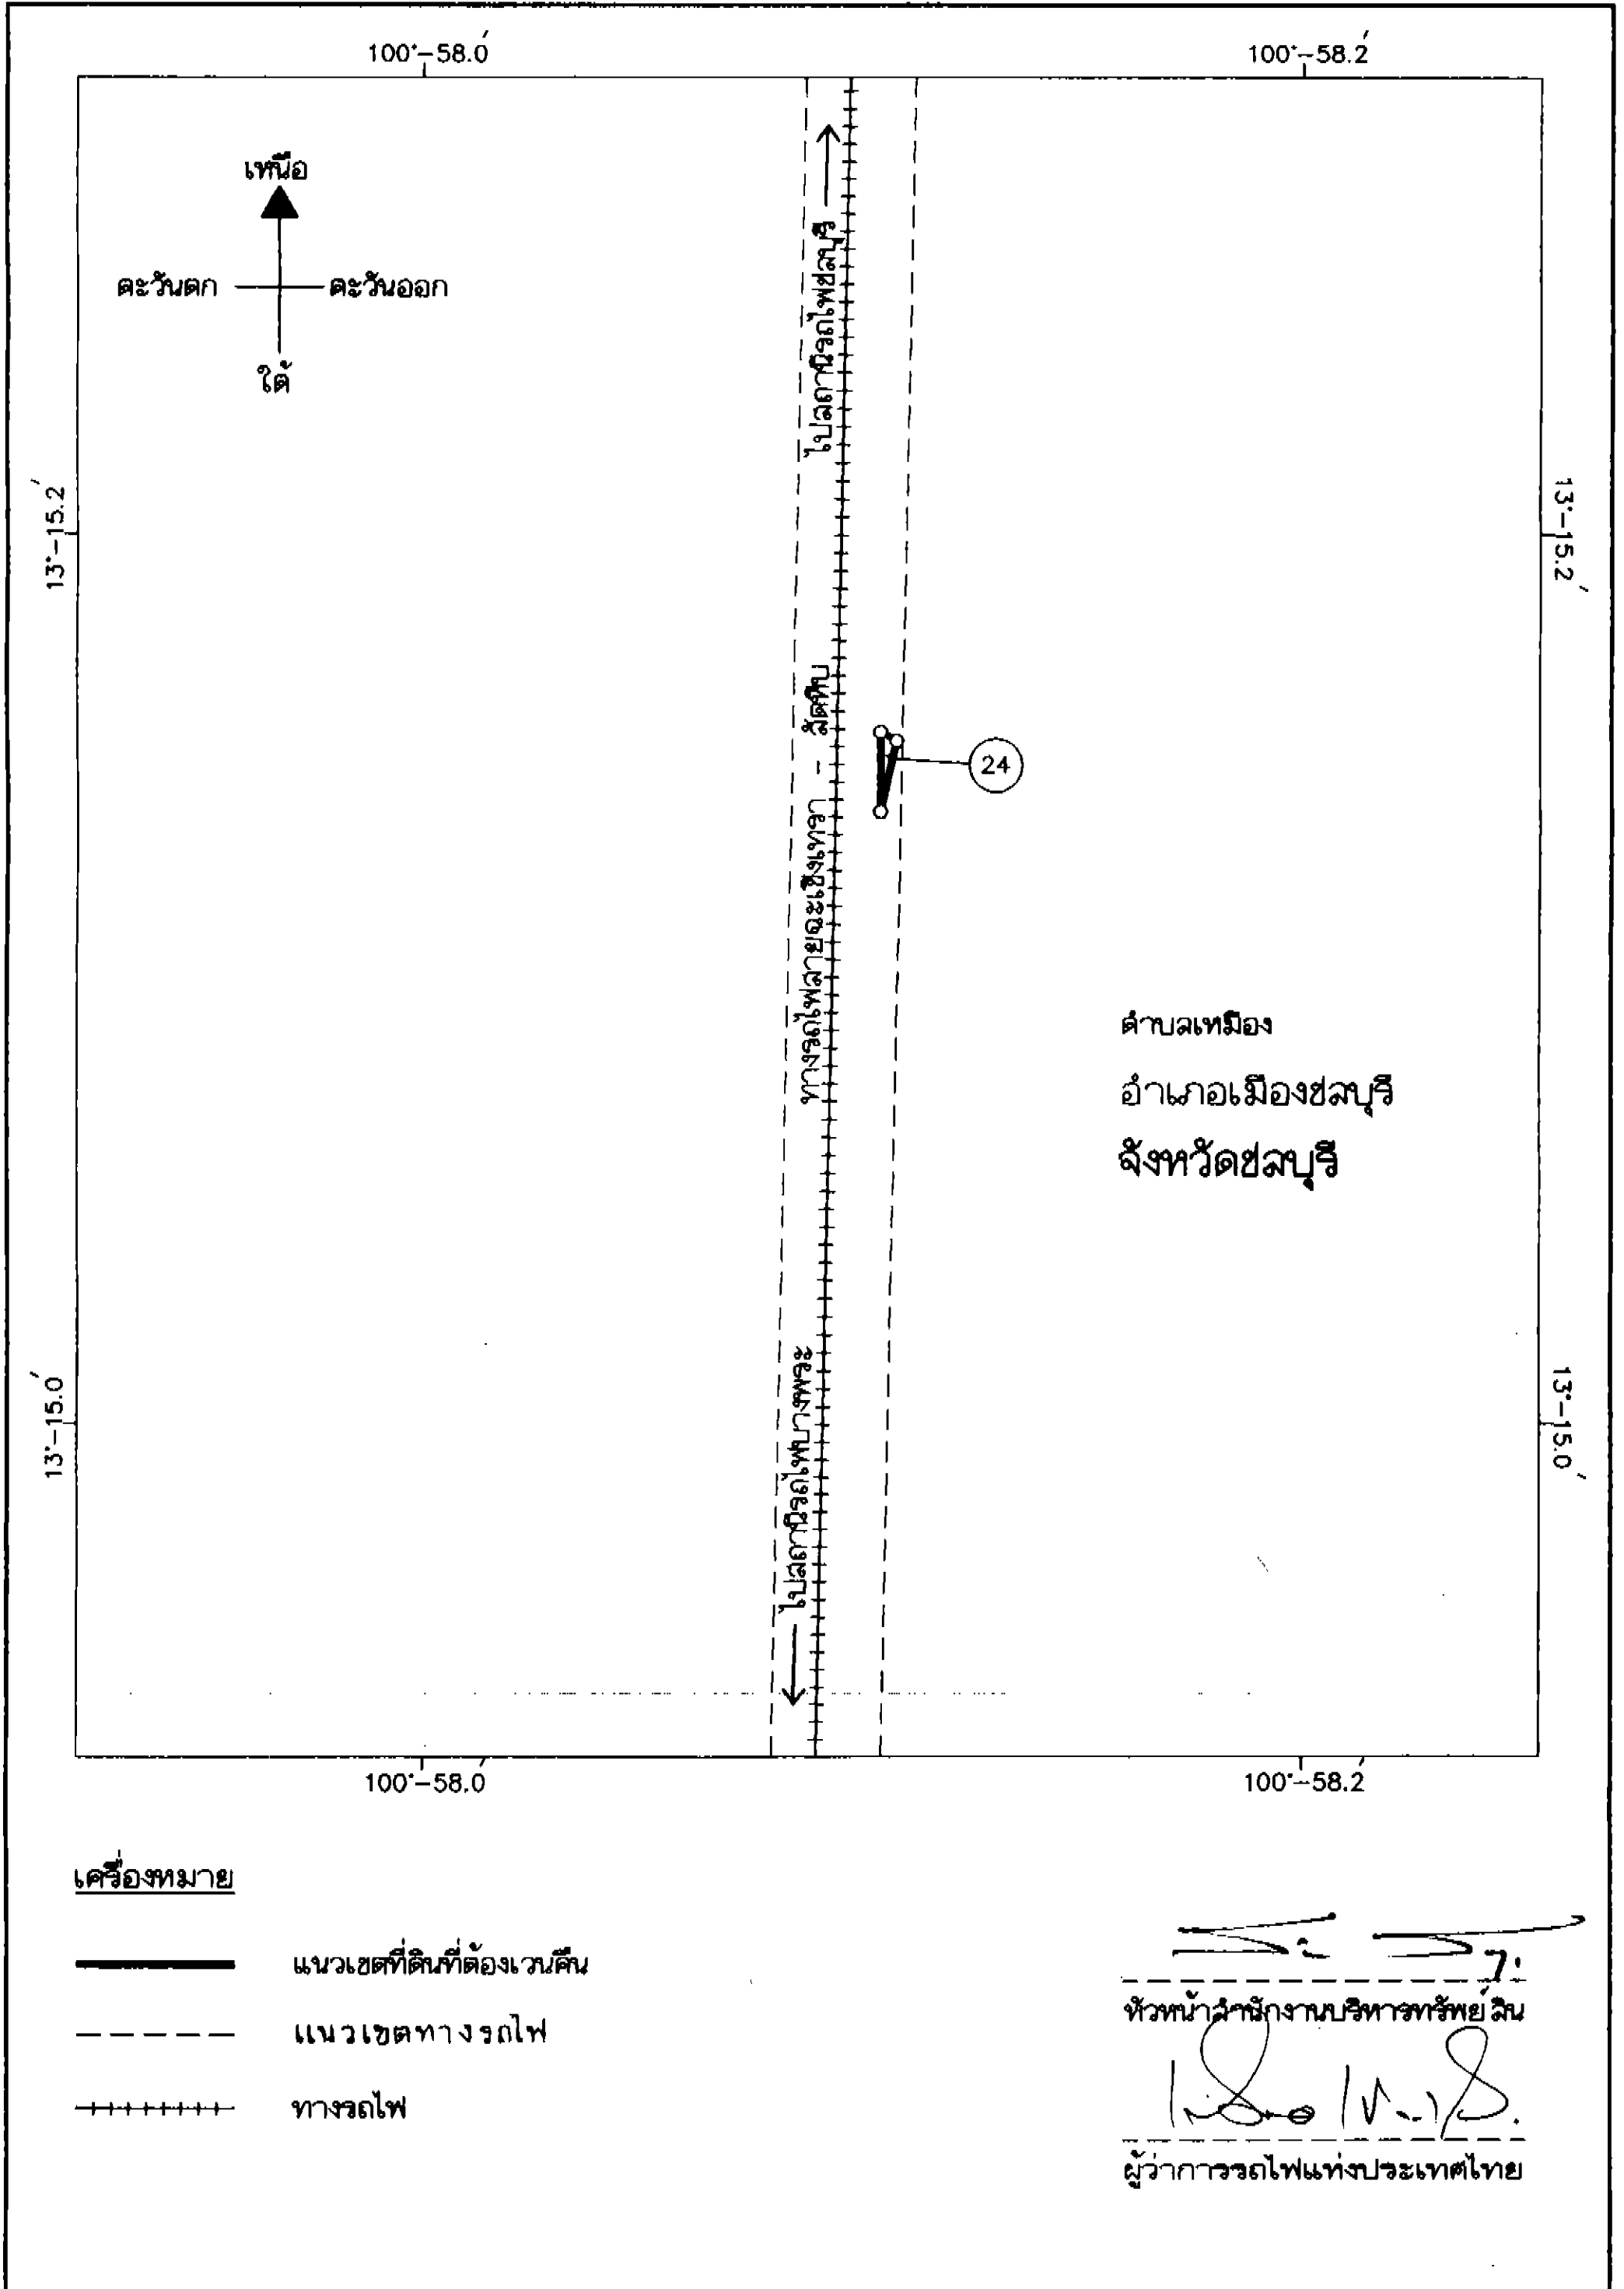 100°-58.0′
100°-58.2′
เหนือ
ตะวันตก
ตะวันออก
ใต้
13°-15.2′
13°-15.2′
ไปสถานีรถไฟชลบุรี
ทางรถไฟสายฉะเชิงเทรา - สัตหีบ
24
ตำบลเหมือง
อำเภอเมืองชลบุรี
จังหวัดชลบุรี
13°-15.0′
13°-15.0′
ไปสถานีรถไฟบางพระ
100°-58.0′
100°-58.2′
เครื่องหมาย
แนวเขตที่ดินที่ต้องเวนคืน
แนวเขตทางรถไฟ
ทางรถไฟ
หัวหน้าสำนักงานบริหารทรัพย์สิน
ผู้ว่าการรถไฟแห่งประเทศไทย